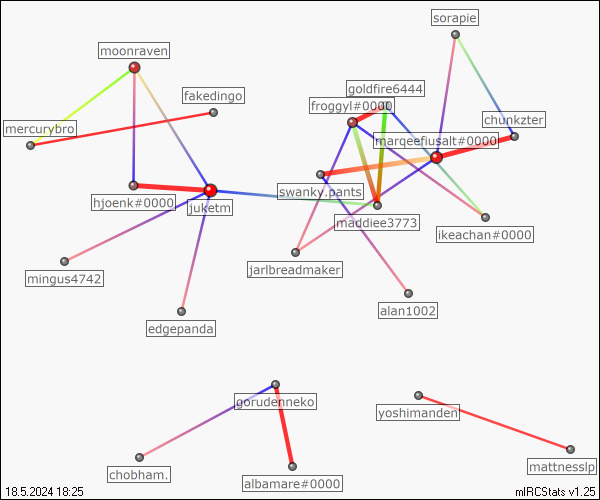 sorapie
moonraven
goldfire6444
fakedingo
froggyl#0000
chunkzter
mercurybro
marqeefusalt#0000
swanky.pants
hjoenk#0000
juketm
maddiee3773
ikeachan#0000
jarlbreadmaker
mingus4742
alan1002
edgepanda
gorudenneko
yoshimanden
mattnesslp
chobham.
albamare#0000
18.5.2024 18:25
mIRCStats v1.25